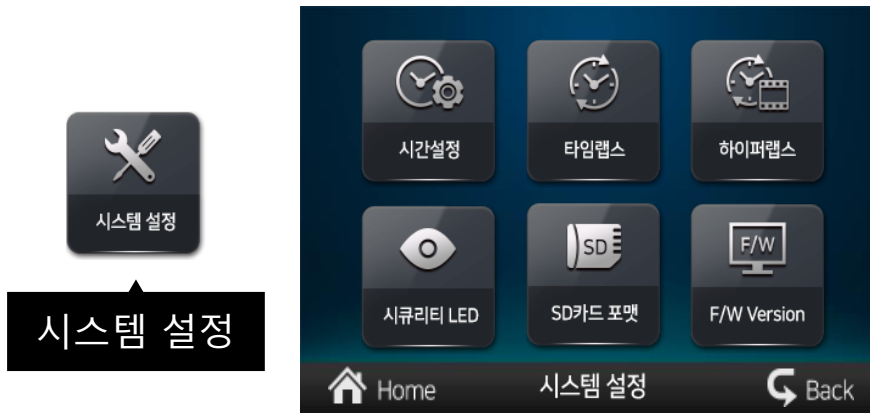 시스템 설정
시스템 설정
시간설정
타임랩스
하이퍼랩스
시큐리티 LED
SD
SD카드 포맷
F/W
F/W Version
Home
시스템 설정
Back